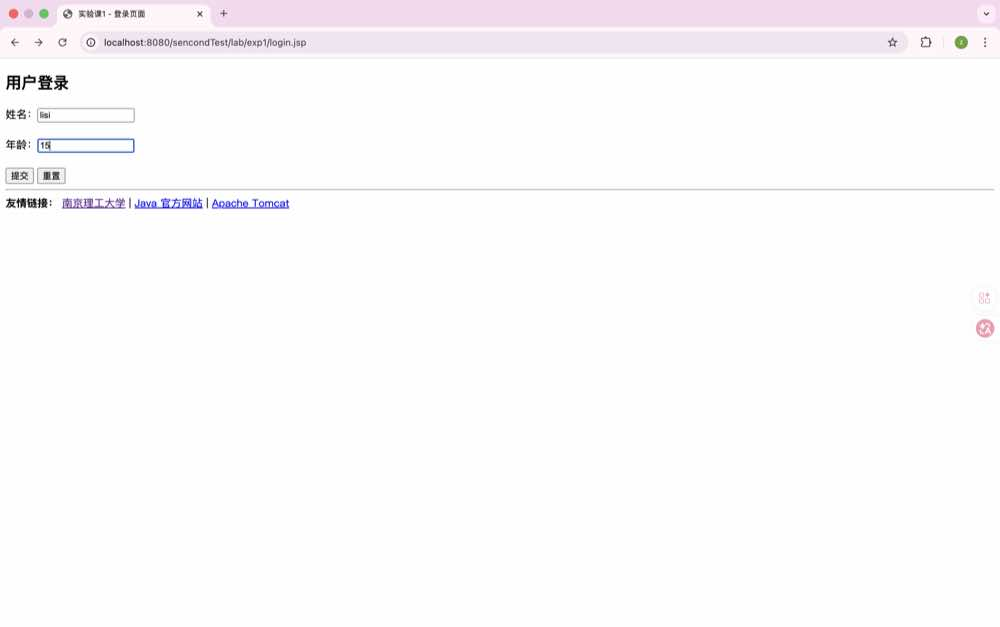 实验课1 - 登录页面
localhost:8080/sencondTest/lab/exp1/login.jsp
用户登录
姓名: lisi
年龄: 15
提交 重置
友情链接: 南京理工大学 | Java 官方网站 | Apache Tomcat